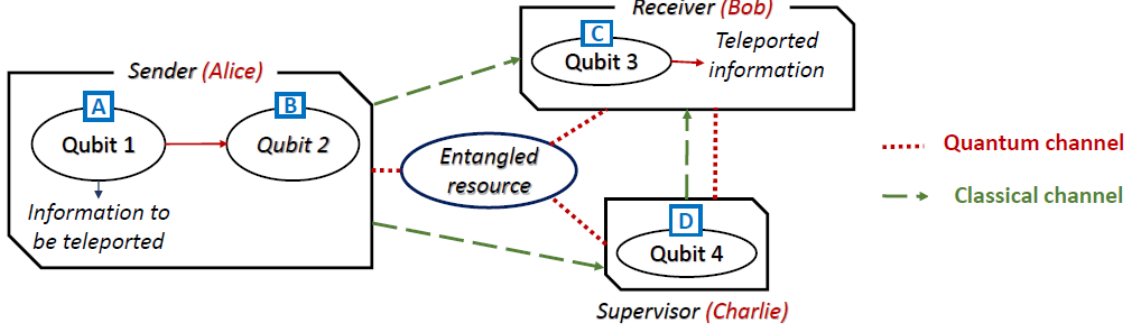 Receiver (Bob)
C
Qubit 3
Teleported
information
Sender (Alice)
A
B
Qubit 1
Qubit 2
Information to
be teleported
Entangled
resource
Quantum channel
Classical channel
D
Qubit 4
Supervisor (Charlie)